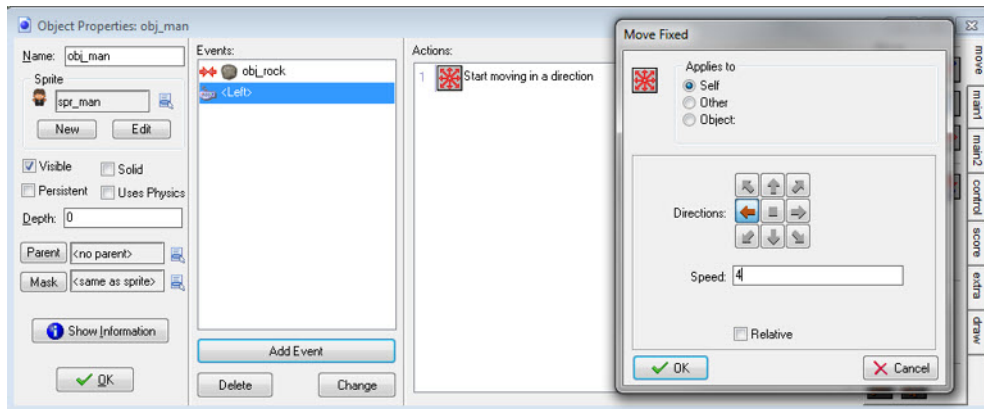 Object Properties: obj_man
Name: obj_man
Sprite
spr_man
New Edit
Visible Solid
Persistent Uses Physics
Depth: 0
Parent <no parent>
Mask <same as sprite>
Show Information
OK
Events:
obj_rock
<Left>
Add Event
Delete Change
Actions:
1 Start moving in a direction
Move Fixed
Applies to
Self
Other
Object:
Directions:
Speed: 4
Relative
OK Cancel
move
main1
main2
control
score
extra
draw